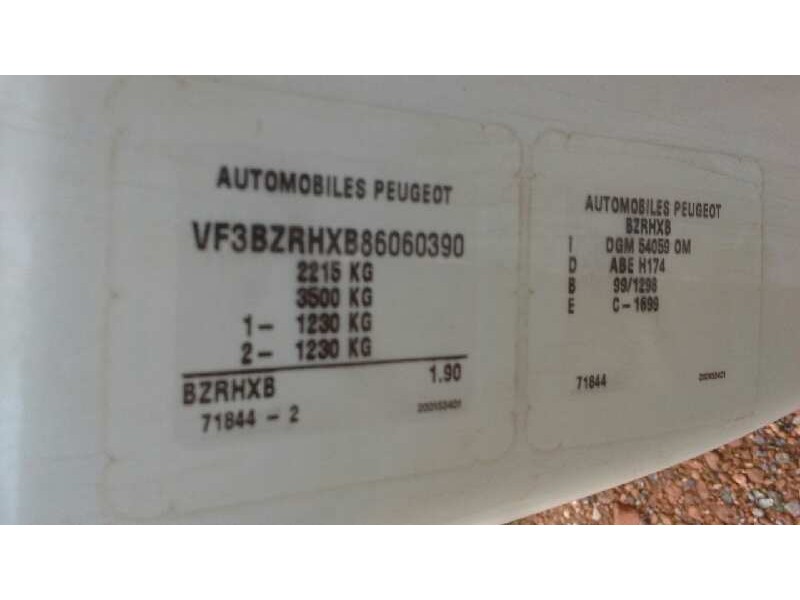 AUTOMOBILES PEUGEOT
VF3BZRHXB86060390
2215 KG
3500 KG
1- 1230 KG
2- 1230 KG
BZRHXB 1.90
71844 - 2
AUTOMOBILES PEUGEOT
BZRHXB
I DGM 54059 OM
D ABE H174
B 99/1298
E C-1699
71844